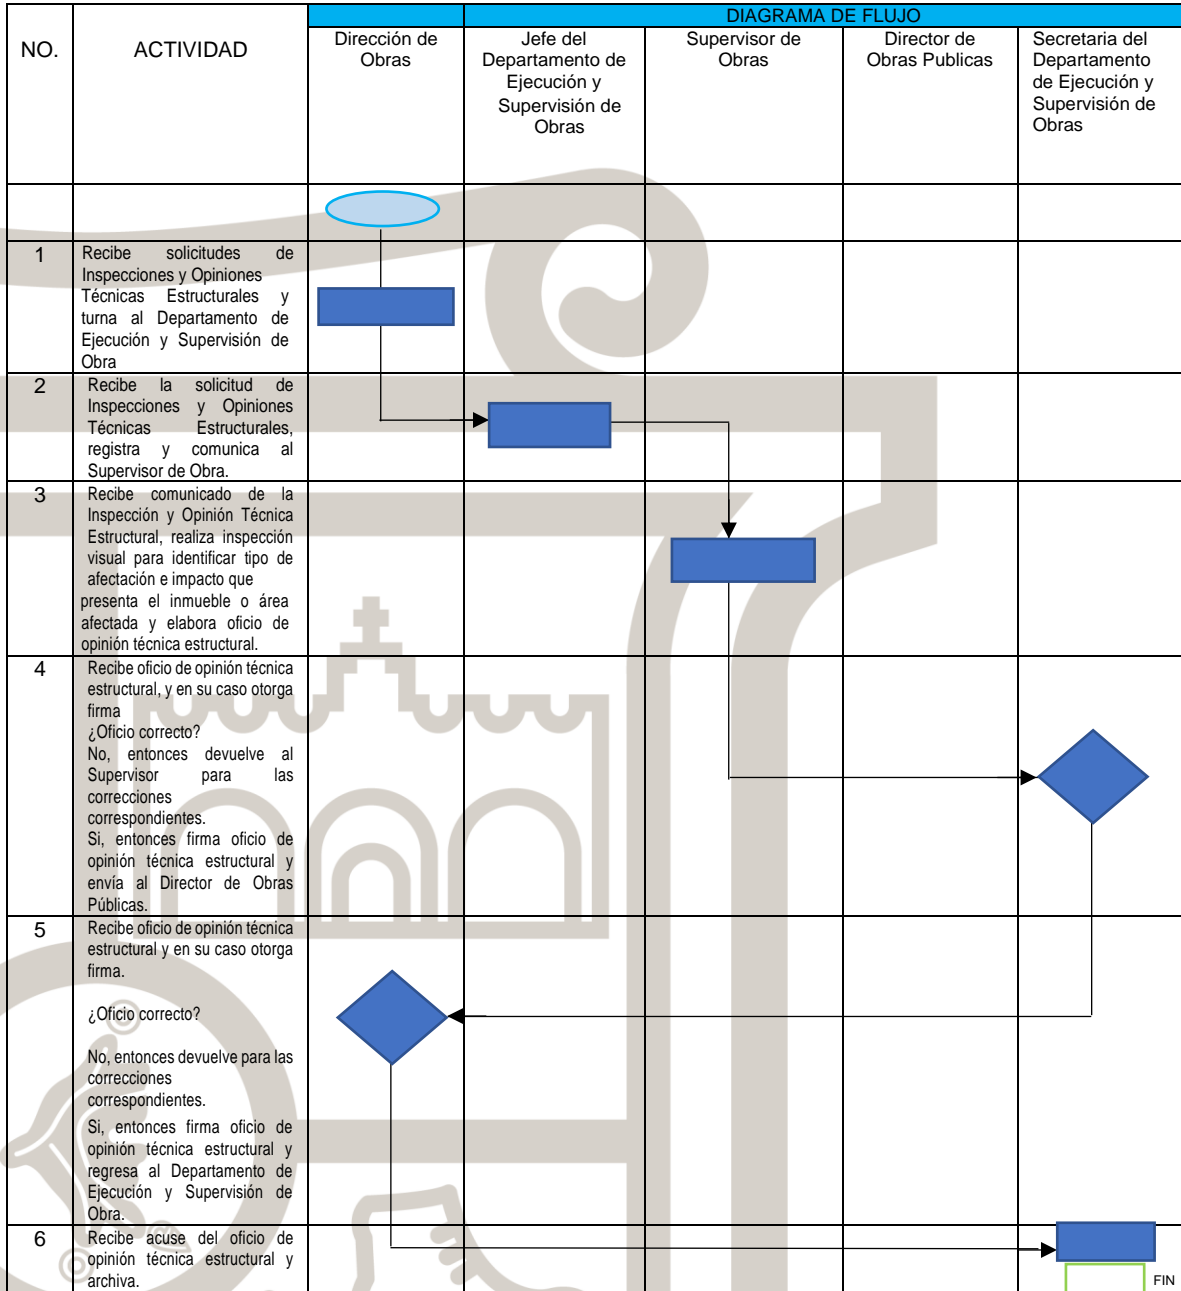 DIAGRAMA DE FLUJO
NO.
ACTIVIDAD
Dirección de
Obras
Jefe del
Departamento de
Ejecución y
Supervisión de
Obras
Supervisor de
Obras
Director de
Obras Publicas
Secretaria del
Departamento
de Ejecución y
Supervisión de
Obras
1
Recibe solicitudes de
Inspecciones y Opiniones
Técnicas Estructurales y
turna al Departamento de
Ejecución y Supervisión de
Obra
2
Recibe la solicitud de
Inspecciones y Opiniones
Técnicas Estructurales,
registra y comunica al
Supervisor de Obra.
3
Recibe comunicado de la
Inspección y Opinión Técnica
Estructural, realiza inspección
visual para identificar tipo de
afectación e impacto que
presenta el inmueble o área
afectada y elabora oficio de
opinión técnica estructural.
4
Recibe oficio de opinión técnica
estructural, y en su caso otorga
firma
¿Oficio correcto?
No, entonces devuelve al
Supervisor para las
correcciones
correspondientes.
Si, entonces firma oficio de
opinión técnica estructural y
envía al Director de Obras
Públicas.
5
Recibe oficio de opinión técnica
estructural y en su caso otorga
firma.
¿Oficio correcto?
No, entonces devuelve para las
correcciones
correspondientes.
Si, entonces firma oficio de
opinión técnica estructural y
regresa al Departamento de
Ejecución y Supervisión de
Obra.
6
Recibe acuse del oficio de
opinión técnica estructural y
archiva.
FIN